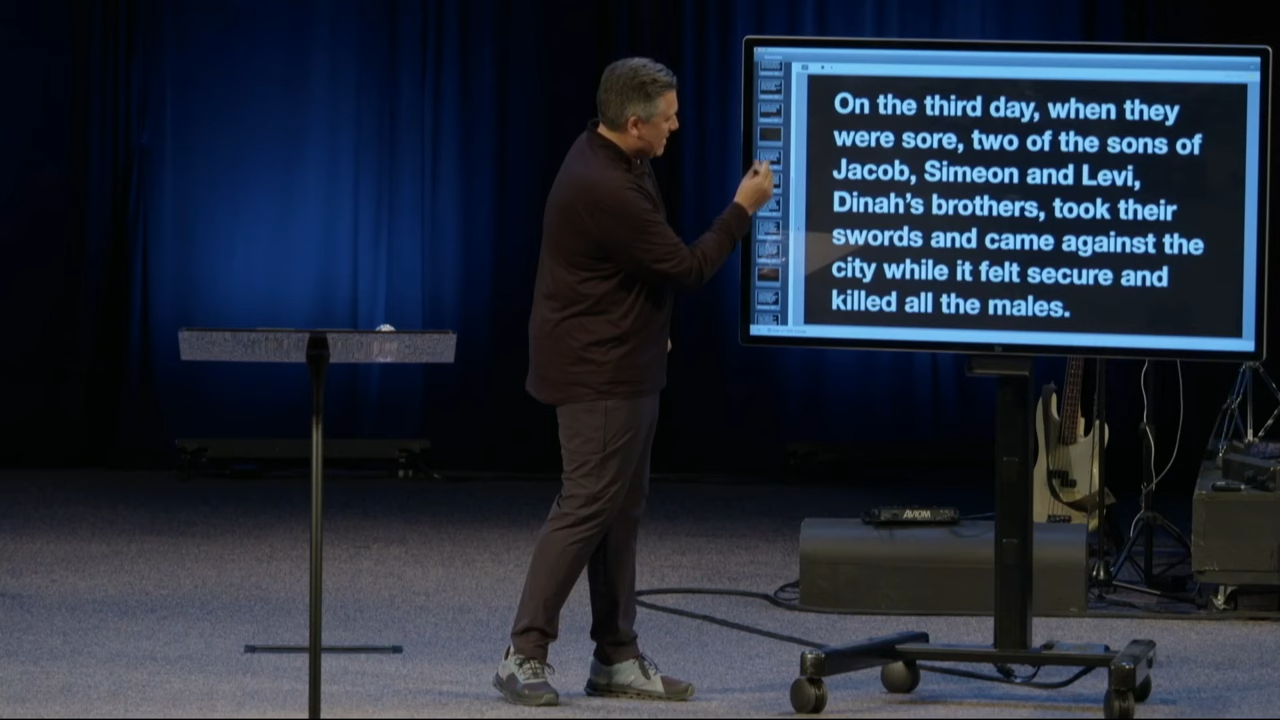 On the third day, when they
were sore, two of the sons of
Jacob, Simeon and Levi,
Dinah's brothers, took their
swords and came against the
city while it felt secure and
killed all the males.
AVIOM